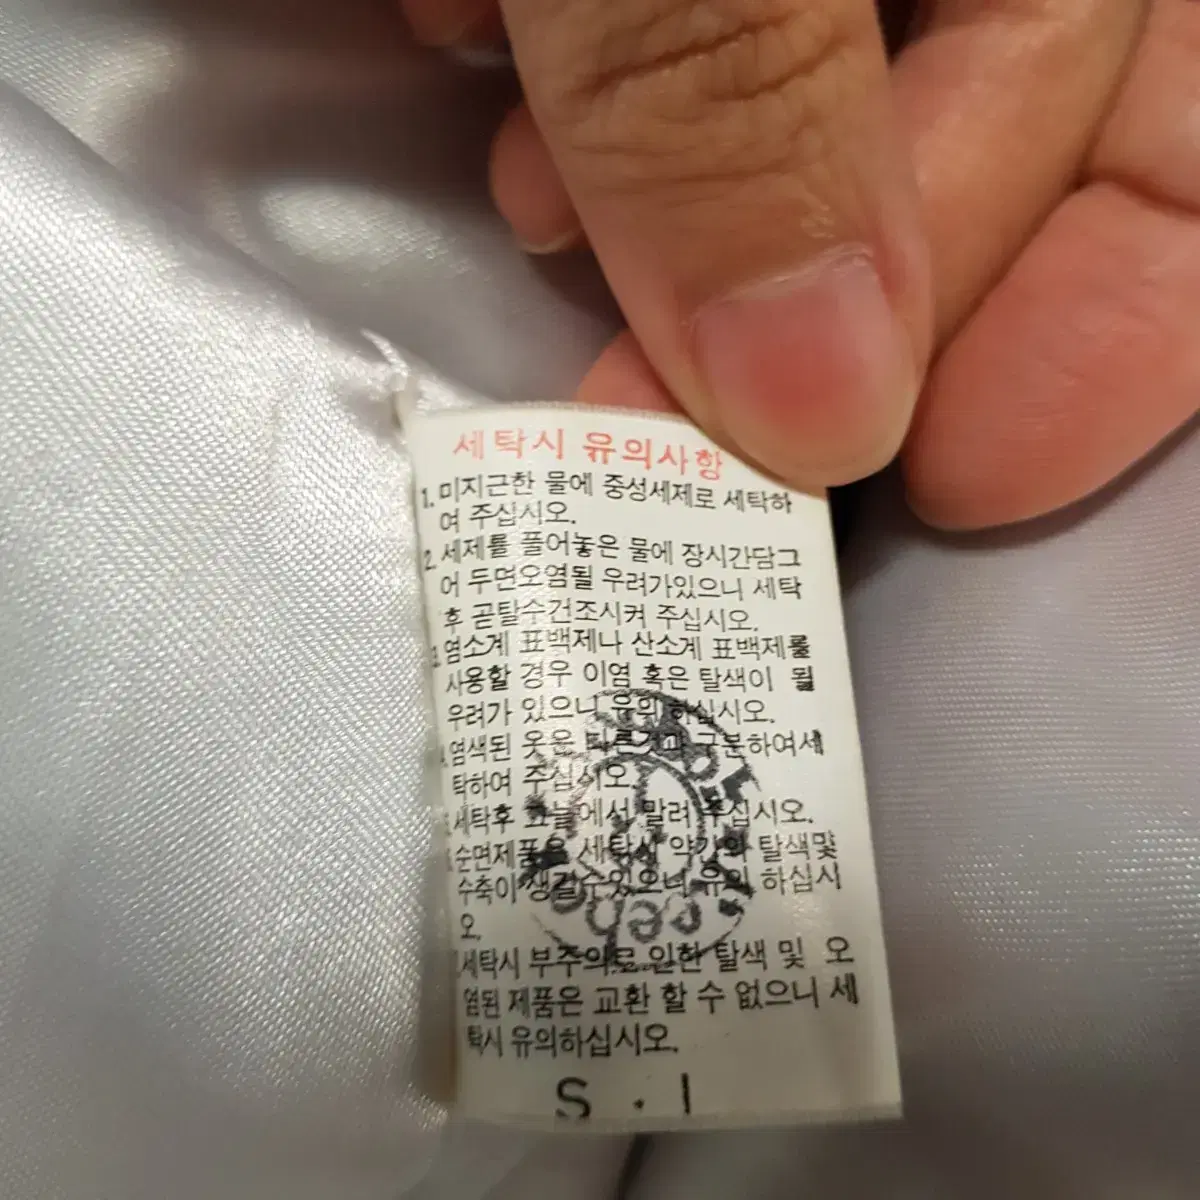 세탁시 유의사항
1. 미지근한 물에 중성세제로 세탁하
여 주십시오.
2. 세제를 풀어놓은 물에 장시간담그
어 두면오염될 우려가있으니 세탁
후 곧탈수건조시켜 주십시오.
3. 염소계 표백제나 산소계 표백제를
사용할 경우 이염 혹은 탈색이 될
우려가 있으니 유의 하십시오.
염색된 옷은 다른것과 구분하여세
탁하여 주십시오.
세탁후 그늘에서 말려 주십시오.
순면제품은 세탁시 약간의 탈색및
수축이 생길수있으니 유의 하십시
오.
세탁시 부주의로 인한 탈색 및 오
염된 제품은 교환 할 수 없으니 세
탁시 유의하십시오.
S . I